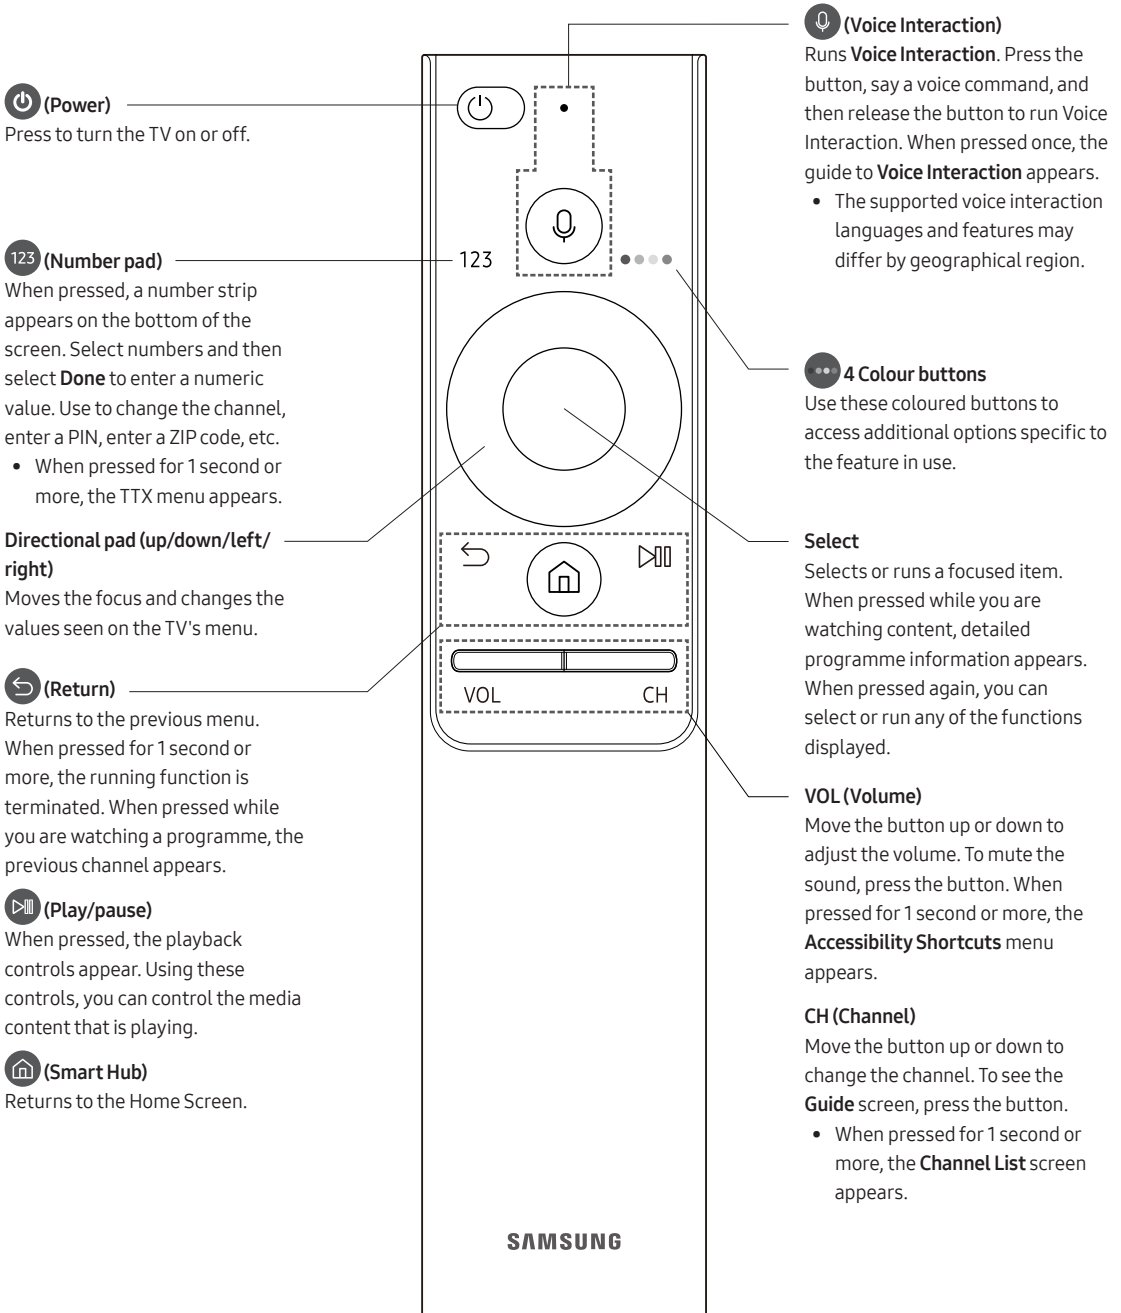 (Power)
Press to turn the TV on or off.
123 (Number pad)
When pressed, a number strip
appears on the bottom of the
screen. Select numbers and then
select Done to enter a numeric
value. Use to change the channel,
enter a PIN, enter a ZIP code, etc.
• When pressed for 1 second or
more, the TTX menu appears.
Directional pad (up/down/left/
right)
Moves the focus and changes the
values seen on the TV's menu.
(Return)
Returns to the previous menu.
When pressed for 1 second or
more, the running function is
terminated. When pressed while
you are watching a programme, the
previous channel appears.
(Play/pause)
When pressed, the playback
controls appear. Using these
controls, you can control the media
content that is playing.
(Smart Hub)
Returns to the Home Screen.
123
VOL CH
SAMSUNG
(Voice Interaction)
Runs Voice Interaction. Press the
button, say a voice command, and
then release the button to run Voice
Interaction. When pressed once, the
guide to Voice Interaction appears.
• The supported voice interaction
languages and features may
differ by geographical region.
4 Colour buttons
Use these coloured buttons to
access additional options specific to
the feature in use.
Select
Selects or runs a focused item.
When pressed while you are
watching content, detailed
programme information appears.
When pressed again, you can
select or run any of the functions
displayed.
VOL (Volume)
Move the button up or down to
adjust the volume. To mute the
sound, press the button. When
pressed for 1 second or more, the
Accessibility Shortcuts menu
appears.
CH (Channel)
Move the button up or down to
change the channel. To see the
Guide screen, press the button.
• When pressed for 1 second or
more, the Channel List screen
appears.